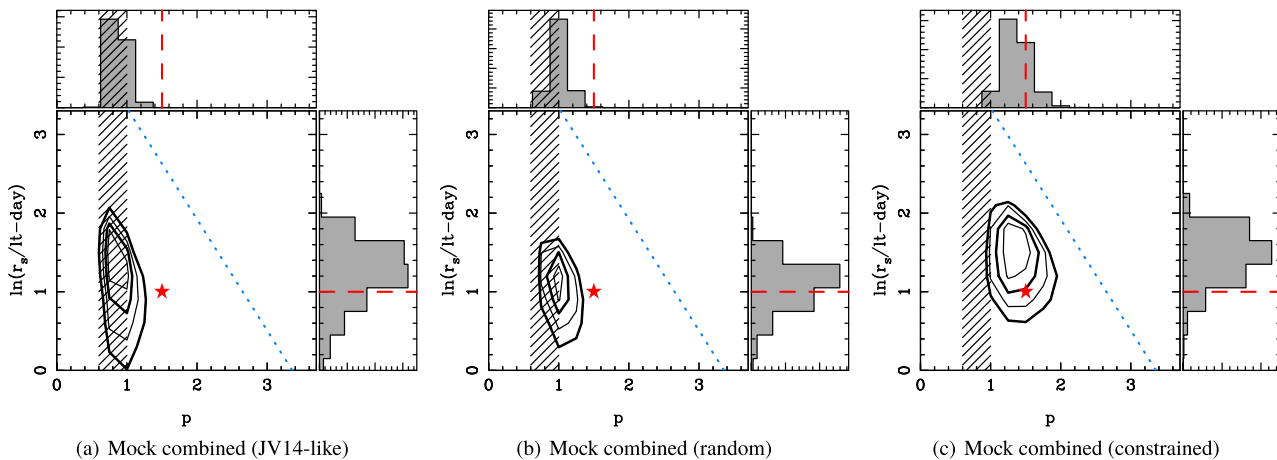 3
2
1
0
ln(r_s/lt-day)
0
1
2
3
p
(a) Mock combined (JV14-like)
3
2
1
0
ln(r_s/lt-day)
0
1
2
3
p
(b) Mock combined (random)
3
2
1
0
ln(r_s/lt-day)
0
1
2
3
p
(c) Mock combined (constrained)